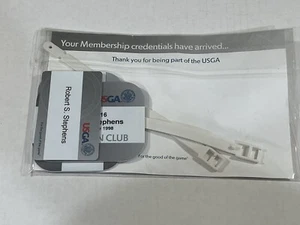 Your Membership credentials have arrived...
Thank you for being part of the USGA
Robert S. Stephens
USGA
USGA
16
phens
1998
N CLUB
For the good of the game